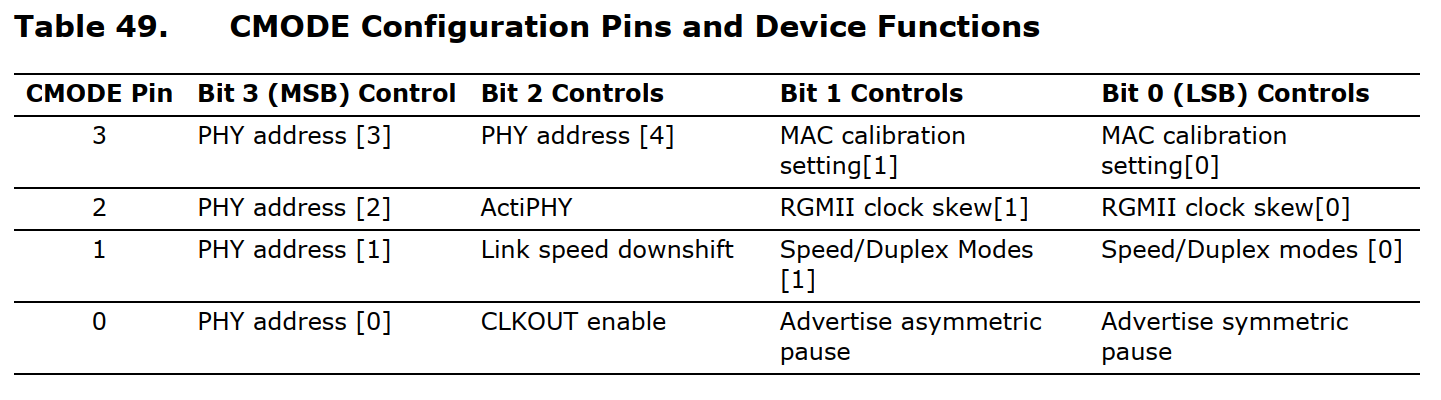 Table 49. CMODE Configuration Pins and Device Functions
CMODE Pin Bit 3 (MSB) Control Bit 2 Controls Bit 1 Controls Bit 0 (LSB) Controls
3 PHY address [3] PHY address [4] MAC calibration MAC calibration
setting[1] setting[0]
2 PHY address [2] ActiPHY RGMII clock skew[1] RGMII clock skew[0]
1 PHY address [1] Link speed downshift Speed/Duplex Modes Speed/Duplex modes [0]
[1]
0 PHY address [0] CLKOUT enable Advertise asymmetric Advertise symmetric
pause pause